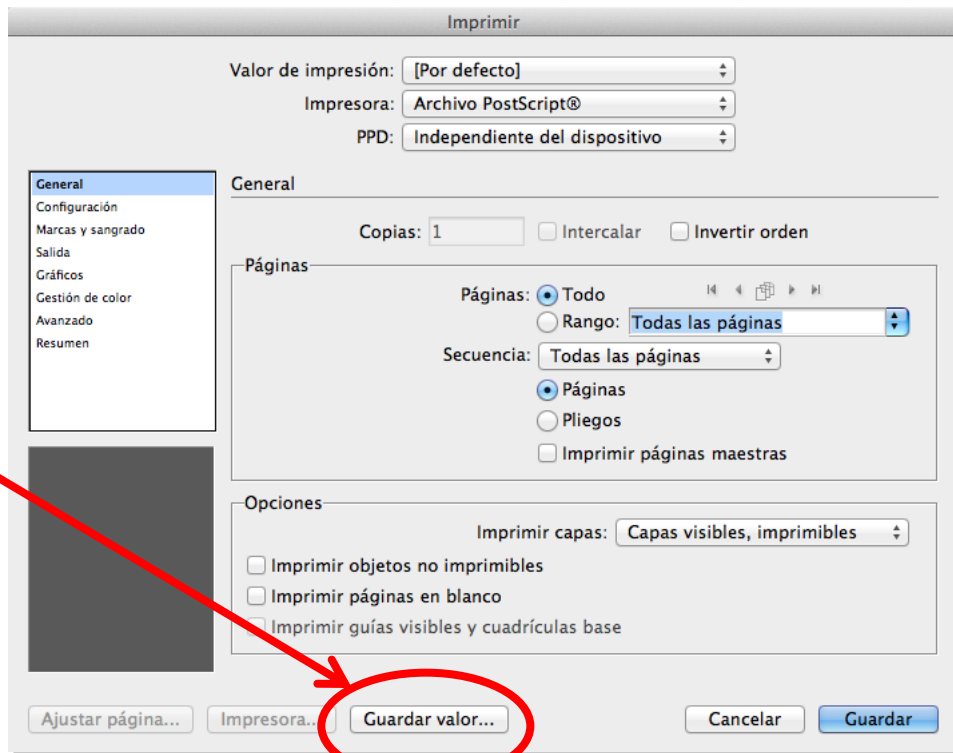 Imprimir
Valor de impresión: [Por defecto]
Impresora: Archivo PostScript®
PPD: Independiente del dispositivo
General
Configuración
Marcas y sangrado
Salida
Gráficos
Gestión de color
Avanzado
Resumen
General
Copias: 1 Intercalar Invertir orden
Páginas
Páginas: Todo
Rango: Todas las páginas
Secuencia: Todas las páginas
Páginas
Pliegos
Imprimir páginas maestras
Opciones
Imprimir capas: Capas visibles, imprimibles
Imprimir objetos no imprimibles
Imprimir páginas en blanco
Imprimir guías visibles y cuadrículas base
Ajustar página... Impresora... Guardar valor... Cancelar Guardar